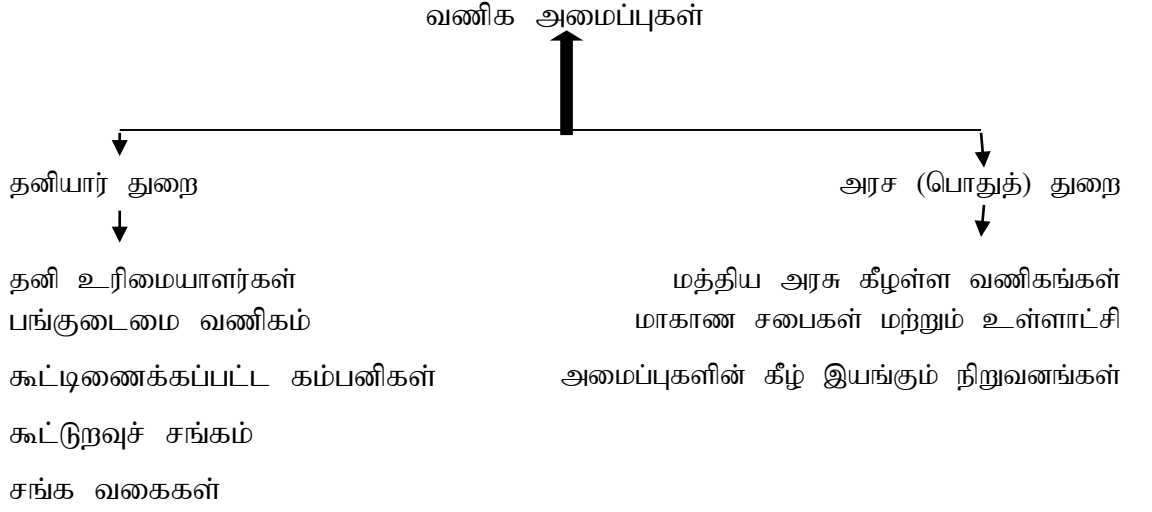 வணிக அமைப்புகள்
தனியார் துறை
அரச (பொதுத்) துறை
தனி உரிமையாளர்கள்
பங்குடைமை வணிகம்
கூட்டிணைக்கப்பட்ட கம்பனிகள்
கூட்டுறவுச் சங்கம்
சங்க வகைகள்
மத்திய அரசு கீழள்ள வணிகங்கள்
மாகாண சபைகள் மற்றும் உள்ளாட்சி
அமைப்புகளின் கீழ் இயங்கும் நிறுவனங்கள்